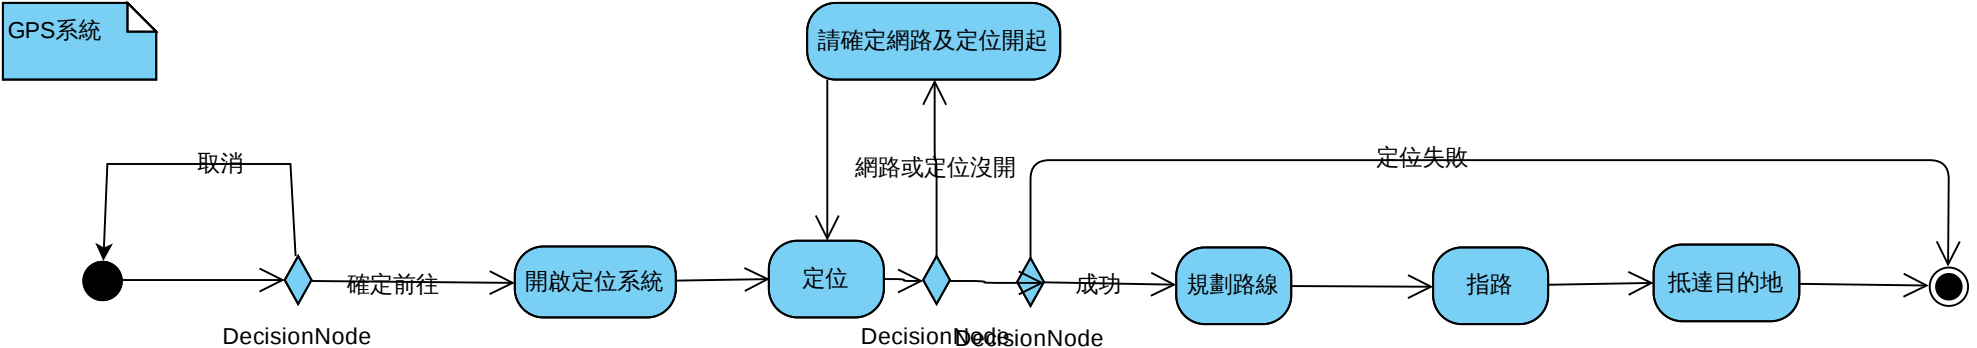 GPS系統
請確定網路及定位開起
取消
網路或定位沒開
定位失敗
確定前往
開啟定位系統
定位
成功
規劃路線
指路
抵達目的地
DecisionNode
DecisionNode
DecisionNode